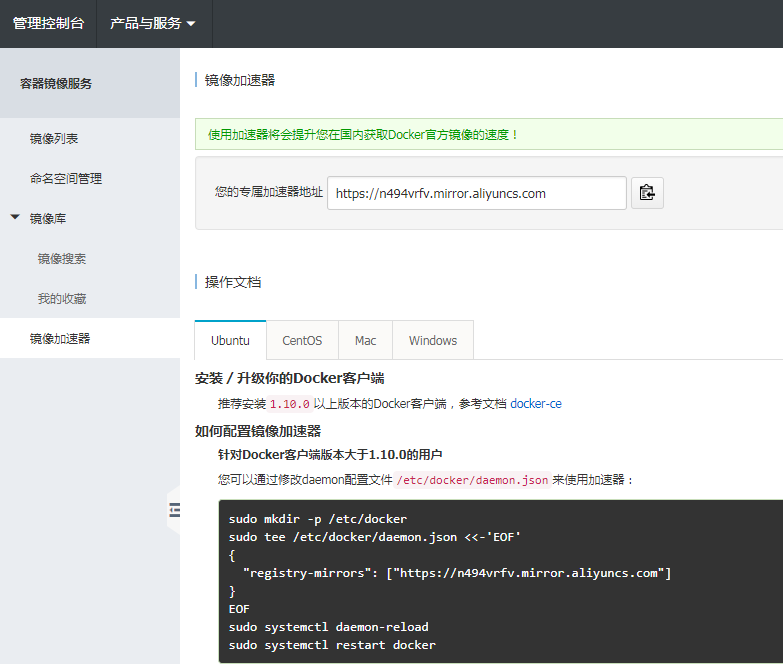 管理控制台 产品与服务
容器镜像服务
镜像列表
命名空间管理
镜像库
镜像搜索
我的收藏
镜像加速器
镜像加速器
使用加速器将会提升您在国内获取Docker官方镜像的速度！
您的专属加速器地址 https://n494vrfv.mirror.aliyuncs.com
操作文档
Ubuntu CentOS Mac Windows
安装 / 升级你的Docker客户端
推荐安装 1.10.0 以上版本的Docker客户端，参考文档 docker-ce
如何配置镜像加速器
针对Docker客户端版本大于1.10.0的用户
您可以通过修改daemon配置文件 /etc/docker/daemon.json 来使用加速器：
sudo mkdir -p /etc/docker
sudo tee /etc/docker/daemon.json <<-'EOF'
{
  "registry-mirrors": ["https://n494vrfv.mirror.aliyuncs.com"]
}
EOF
sudo systemctl daemon-reload
sudo systemctl restart docker